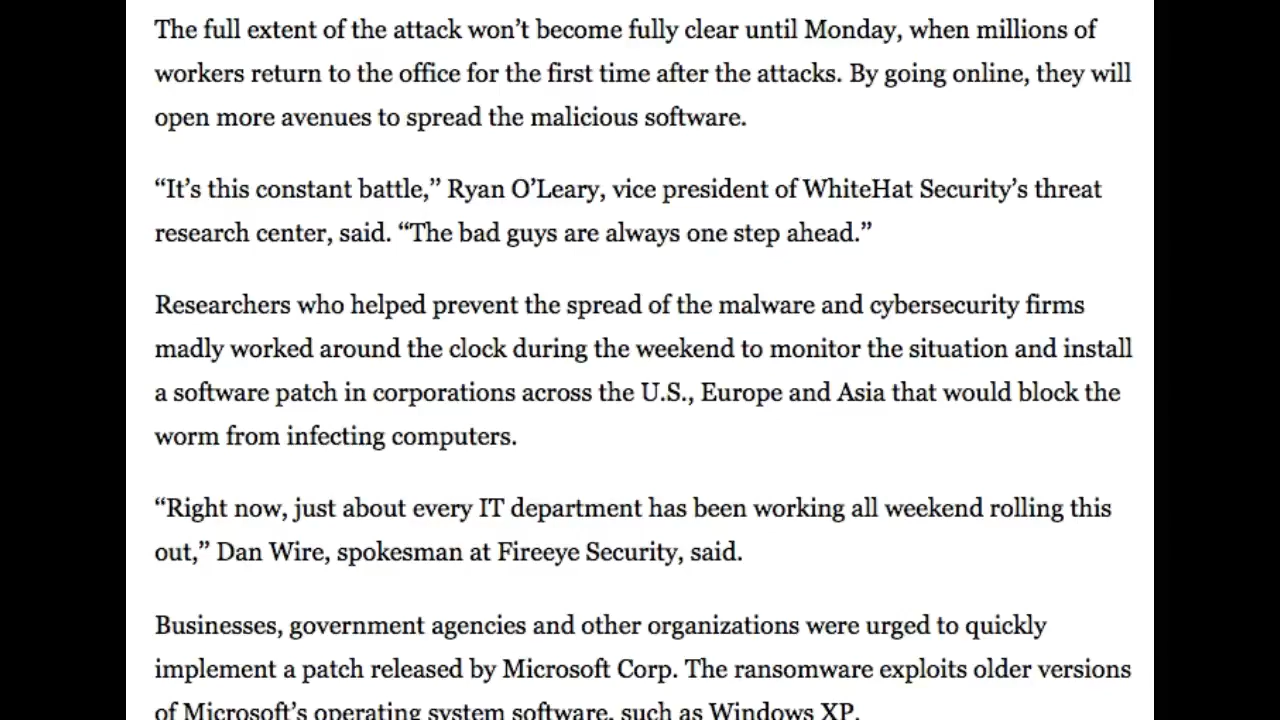 The full extent of the attack won’t become fully clear until Monday, when millions of
workers return to the office for the first time after the attacks. By going online, they will
open more avenues to spread the malicious software.
“It’s this constant battle,” Ryan O’Leary, vice president of WhiteHat Security’s threat
research center, said. “The bad guys are always one step ahead.”
Researchers who helped prevent the spread of the malware and cybersecurity firms
madly worked around the clock during the weekend to monitor the situation and install
a software patch in corporations across the U.S., Europe and Asia that would block the
worm from infecting computers.
“Right now, just about every IT department has been working all weekend rolling this
out,” Dan Wire, spokesman at Fireeye Security, said.
Businesses, government agencies and other organizations were urged to quickly
implement a patch released by Microsoft Corp. The ransomware exploits older versions
of Microsoft’s operating system software, such as Windows XP.